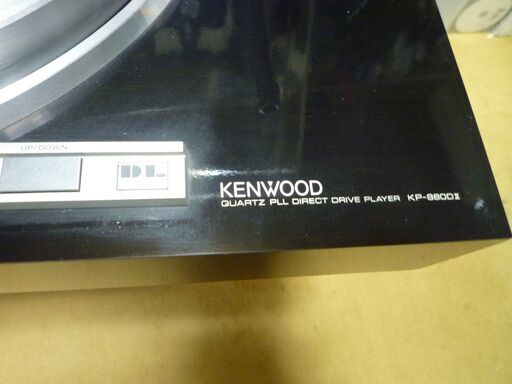 UP/DOWN
DL
KENWOOD
QUARTZ PLL DIRECT DRIVE PLAYER KP-880DII